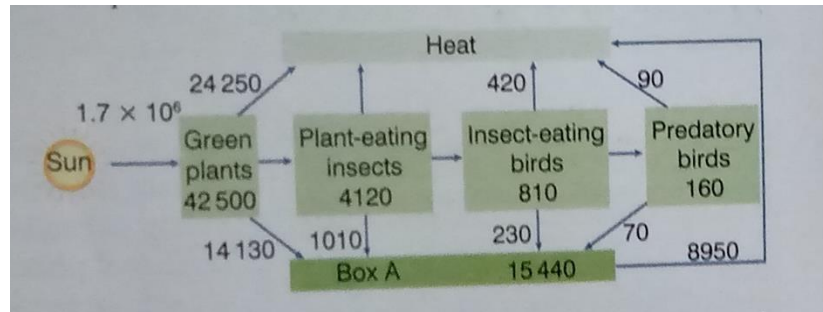 Heat
24 250
420
90
1.7 × 10⁶
Sun
Green
plants
42 500
Plant-eating
insects
4120
Insect-eating
birds
810
Predatory
birds
160
14 130
1010
230
70
8950
Box A
15 440